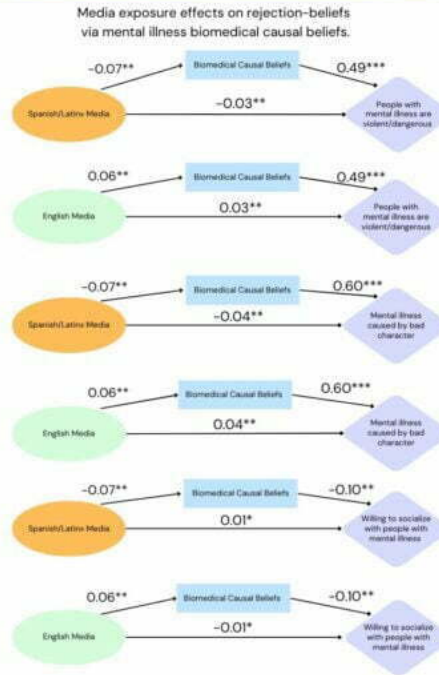 Media exposure effects on rejection-beliefs
via mental illness biomedical causal beliefs.
-0.07**
Biomedical Causal Beliefs
0.49***
Spanish/Latinx Media
-0.03**
People with
mental illness are
violent/dangerous
0.06**
Biomedical Causal Beliefs
0.49***
English Media
0.03**
People with
mental illness are
violent/dangerous
-0.07**
Biomedical Causal Beliefs
0.60***
Spanish/Latinx Media
-0.04**
Mental illness
caused by bad
character
0.06**
Biomedical Causal Beliefs
0.60***
English Media
0.04**
Mental illness
caused by bad
character
-0.07**
Biomedical Causal Beliefs
-0.10**
Spanish/Latinx Media
0.01*
Willing to socialize
with people with
mental illness
0.06**
Biomedical Causal Beliefs
-0.10**
English Media
-0.01*
Willing to socialize
with people with
mental illness